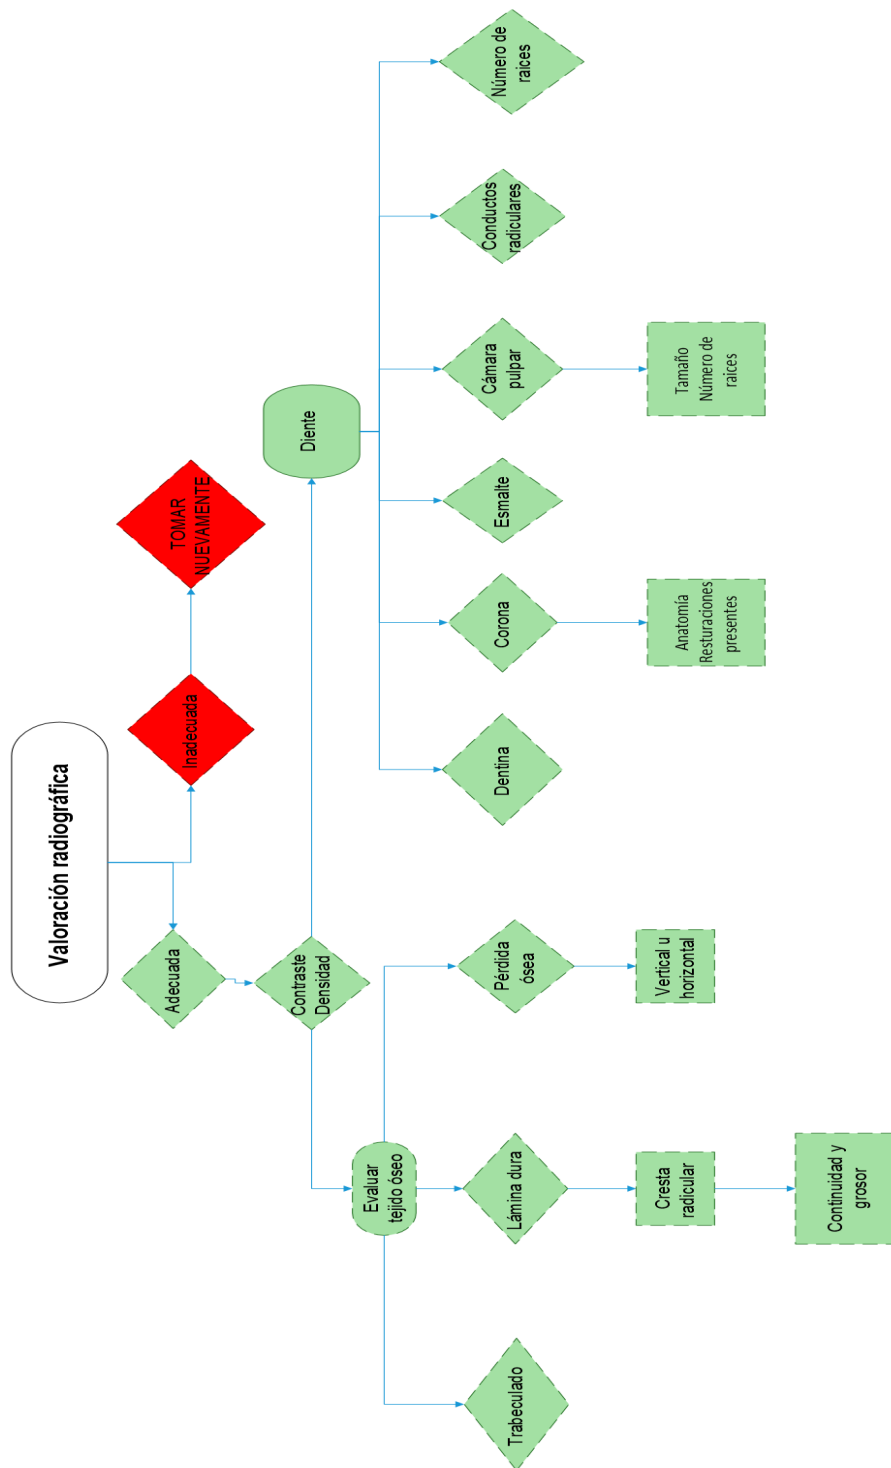 Valoración radiográfica
Adecuada
Inadecuada
TOMAR
NUEVAMENTE
Contraste
Densidad
Diente
Evaluar
tejido óseo
Trabeculado
Lámina dura
Pérdida
ósea
Dentina
Corona
Esmalte
Cámara
pulpar
Conductos
radiculares
Número de
raices
Cresta
radicular
Vertical u
horizontal
Anatomía
Resturaciones
presentes
Tamaño
Número de
raices
Continuidad y
grosor